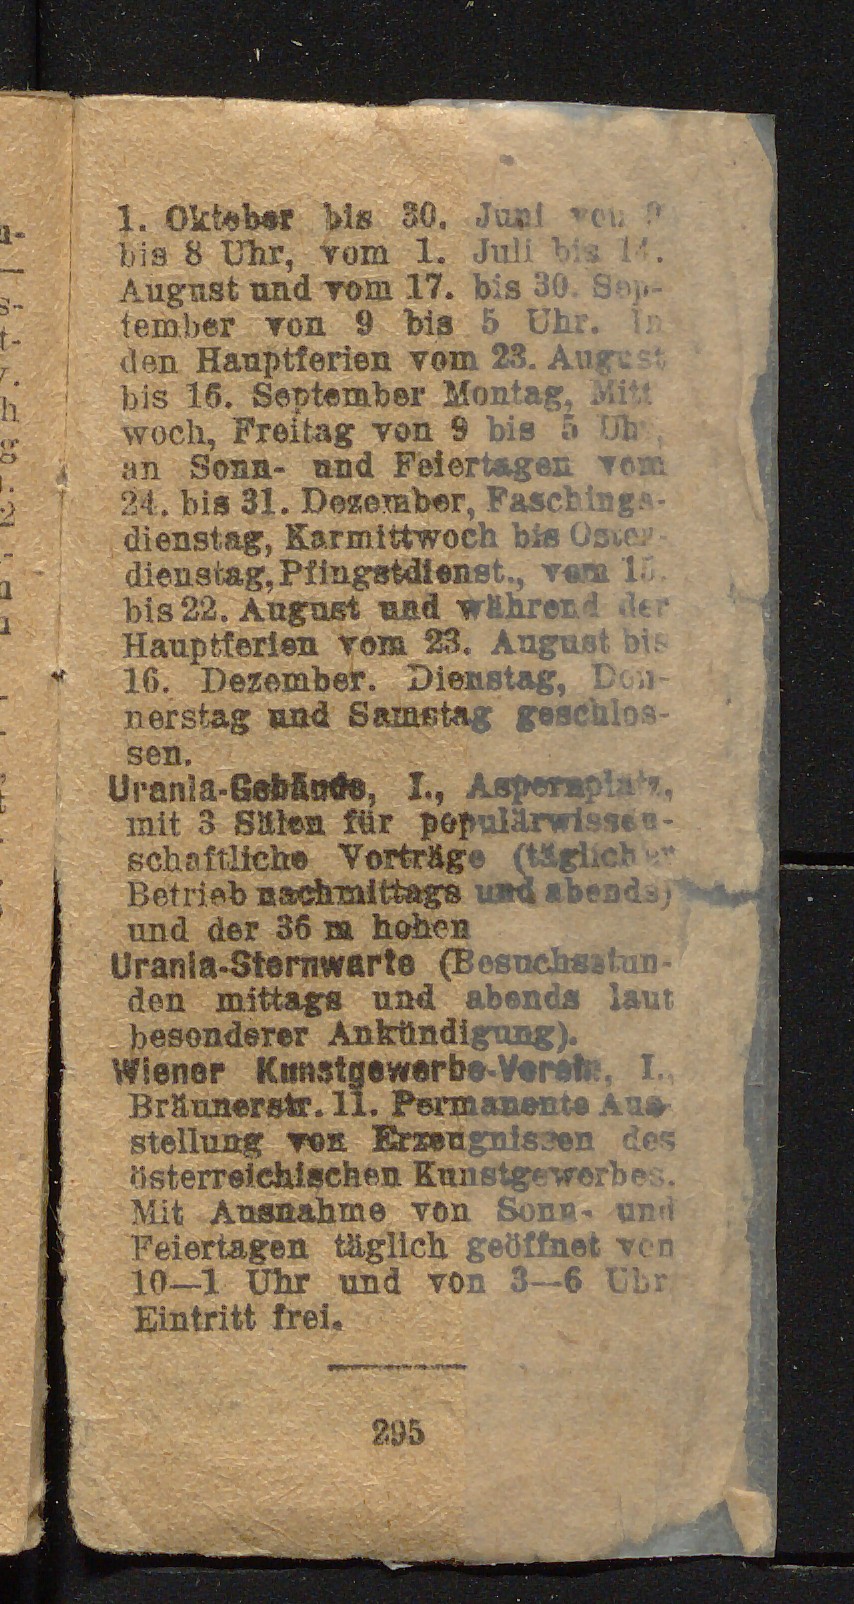 1. Oktober bis 30. Juni von 9
bis 8 Uhr, vom 1. Juli bis 14.
August und vom 17. bis 30. Sep-
tember von 9 bis 5 Uhr. In
den Hauptferien vom 23. August
bis 16. September Montag, Mitt
woch, Freitag von 9 bis 5 Uhr,
an Sonn- und Feiertagen vom
24. bis 31. Dezember, Faschings-
dienstag, Karmittwoch bis Oster-
dienstag, Pfingstdienst., vom 15.
bis 22. August und während der
Hauptferien vom 23. August bis
16. Dezember. Dienstag, Don-
nerstag und Samstag geschlos-
sen.
Urania-Gebäude, I., Aspernplatz,
mit 3 Sälen für populärwissen-
schaftliche Vorträge (täglicher
Betrieb nachmittags und abends)
und der 36 m hohen
Urania-Sternwarte (Besuchsstun-
den mittags und abends laut
besonderer Ankündigung).
Wiener Kunstgewerbe-Verein, I.,
Bräunerstr. 11. Permanente Aus-
stellung von Erzeugnissen des
österreichischen Kunstgewerbes.
Mit Ausnahme von Sonn- und
Feiertagen täglich geöffnet von
10—1 Uhr und von 3—6 Uhr
Eintritt frei.
295